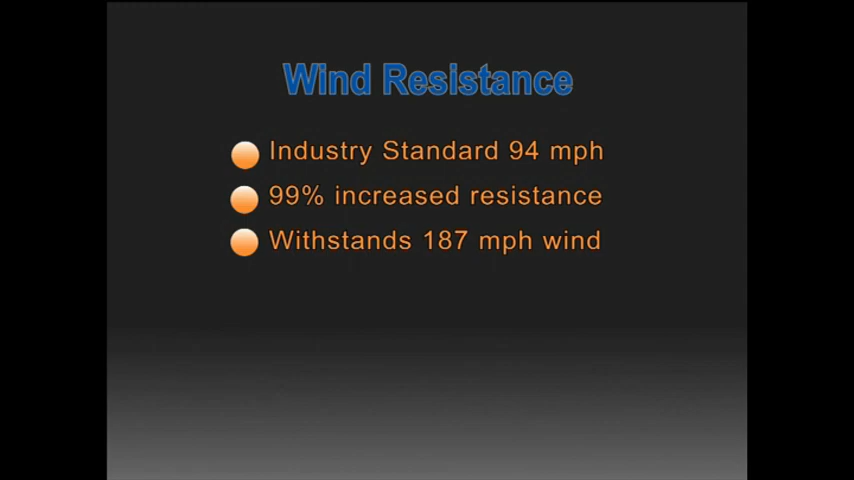 Wind Resistance
Industry Standard 94 mph
99% increased resistance
Withstands 187 mph wind